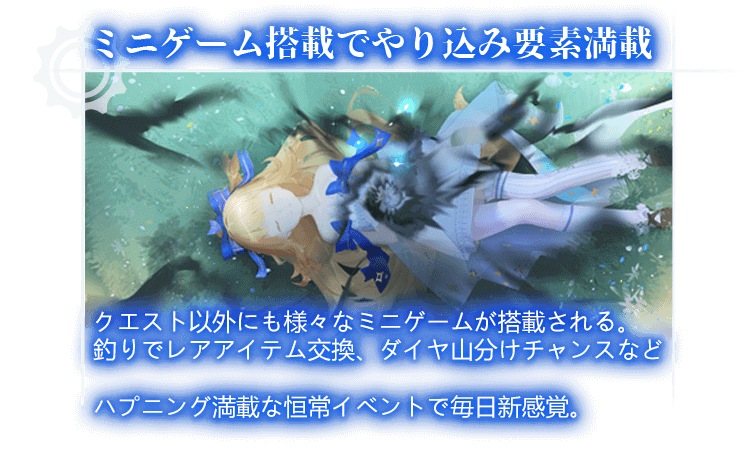 ミニゲーム搭載でやり込み要素満載
クエスト以外にも様々なミニゲームが搭載される。
釣りでレアアイテム交換、ダイヤ山分けチャンスなど
ハプニング満載な恒常イベントで毎日新感覚。